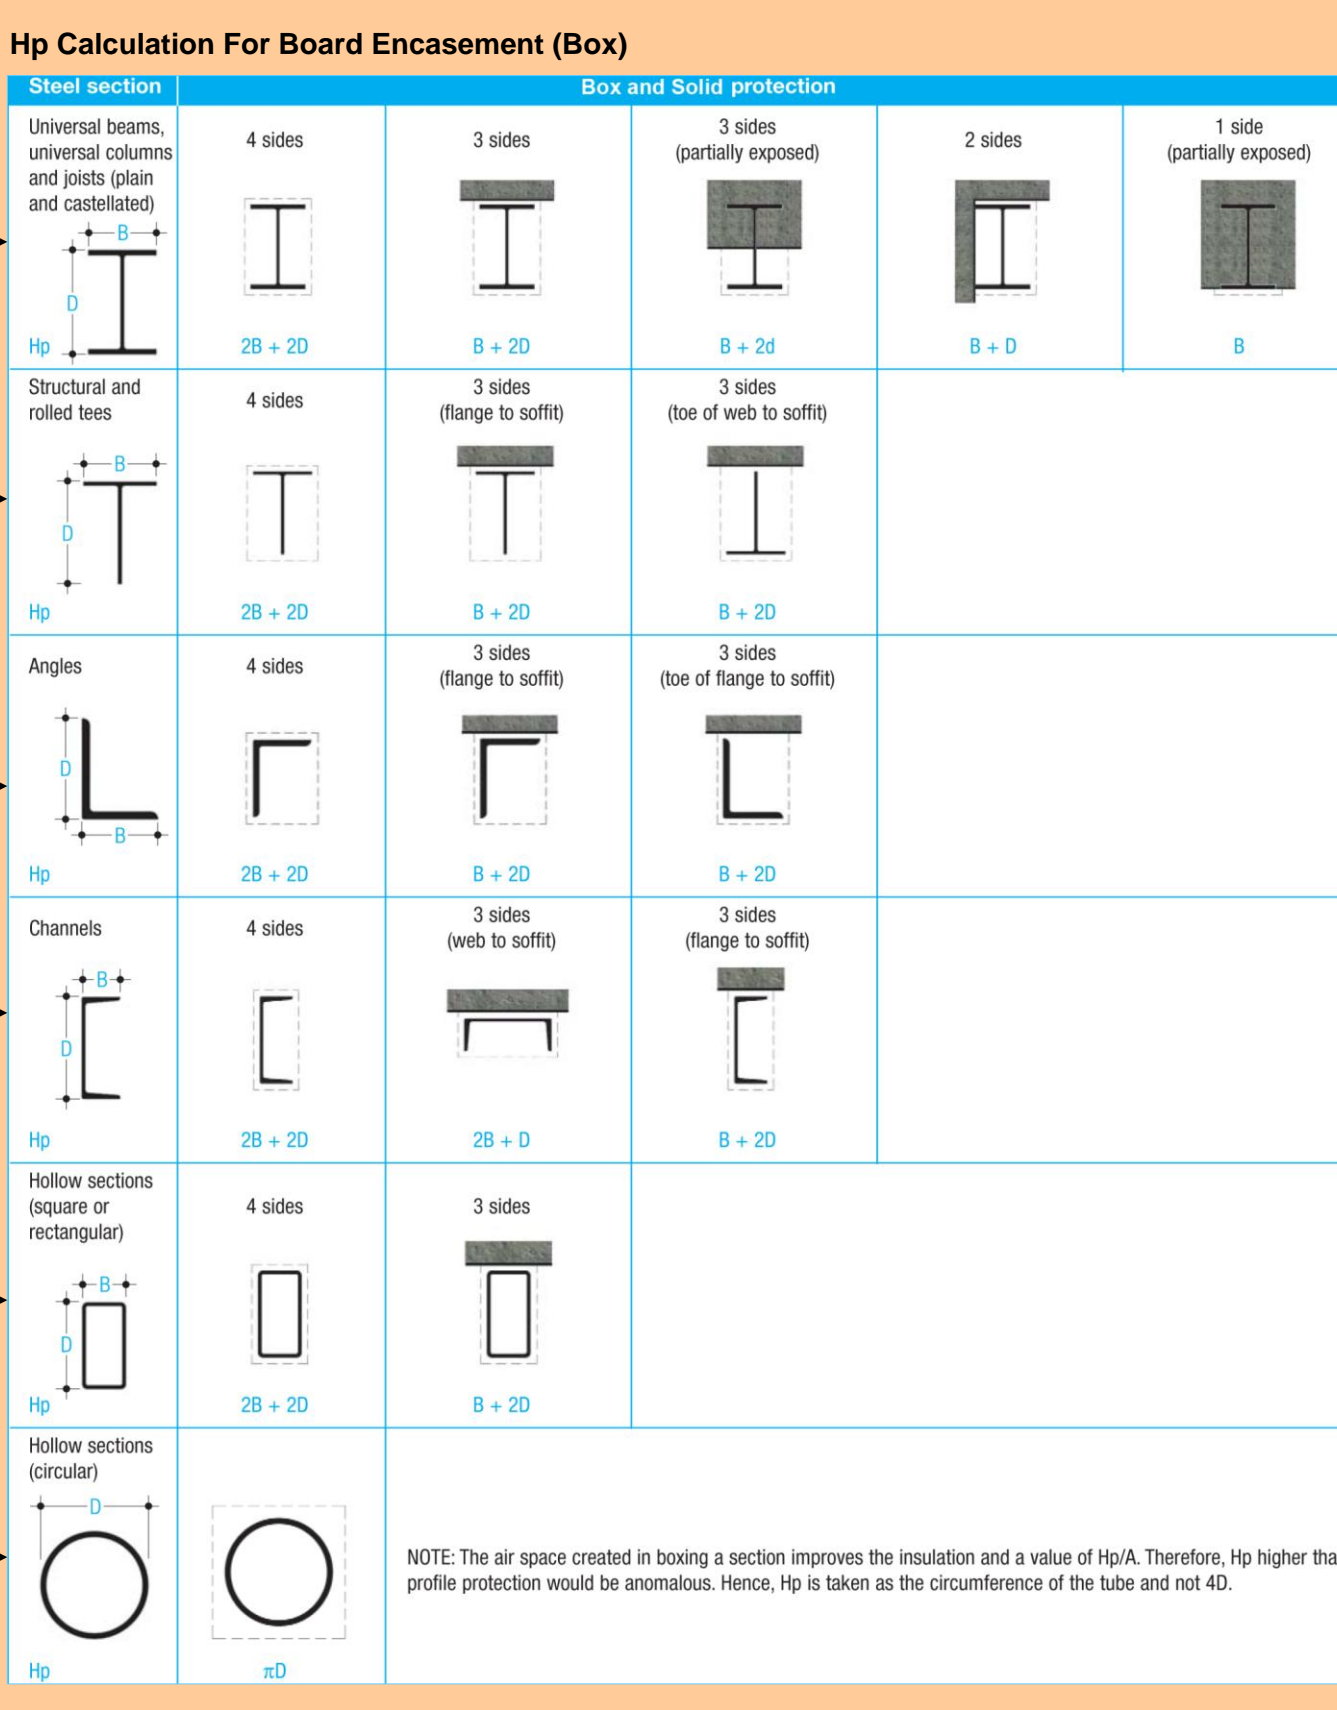 Hp Calculation For Board Encasement (Box)
Steel section
Box and Solid protection
Universal beams,
universal columns
and joists (plain
and castellated)
B
D
Hp
4 sides
2B + 2D
3 sides
B + 2D
3 sides
(partially exposed)
B + 2d
2 sides
B + D
1 side
(partially exposed)
B
Structural and
rolled tees
B
D
Hp
4 sides
2B + 2D
3 sides
(flange to soffit)
B + 2D
3 sides
(toe of web to soffit)
B + 2D
Angles
D
B
Hp
4 sides
2B + 2D
3 sides
(flange to soffit)
B + 2D
3 sides
(toe of flange to soffit)
B + 2D
Channels
B
D
Hp
4 sides
2B + 2D
3 sides
(web to soffit)
2B + D
3 sides
(flange to soffit)
B + 2D
Hollow sections
(square or
rectangular)
B
D
Hp
4 sides
2B + 2D
3 sides
B + 2D
Hollow sections
(circular)
D
Hp
πD
NOTE: The air space created in boxing a section improves the insulation and a value of Hp/A. Therefore, Hp higher tha
profile protection would be anomalous. Hence, Hp is taken as the circumference of the tube and not 4D.